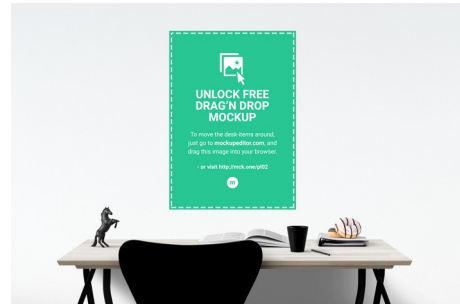 UNLOCK FREE
DRAG'N DROP
MOCKUP
To move the desk-items around,
just go to mockupeditor.com, and
drag this image into your browser.
- or visit http://mck.one/pl02
m